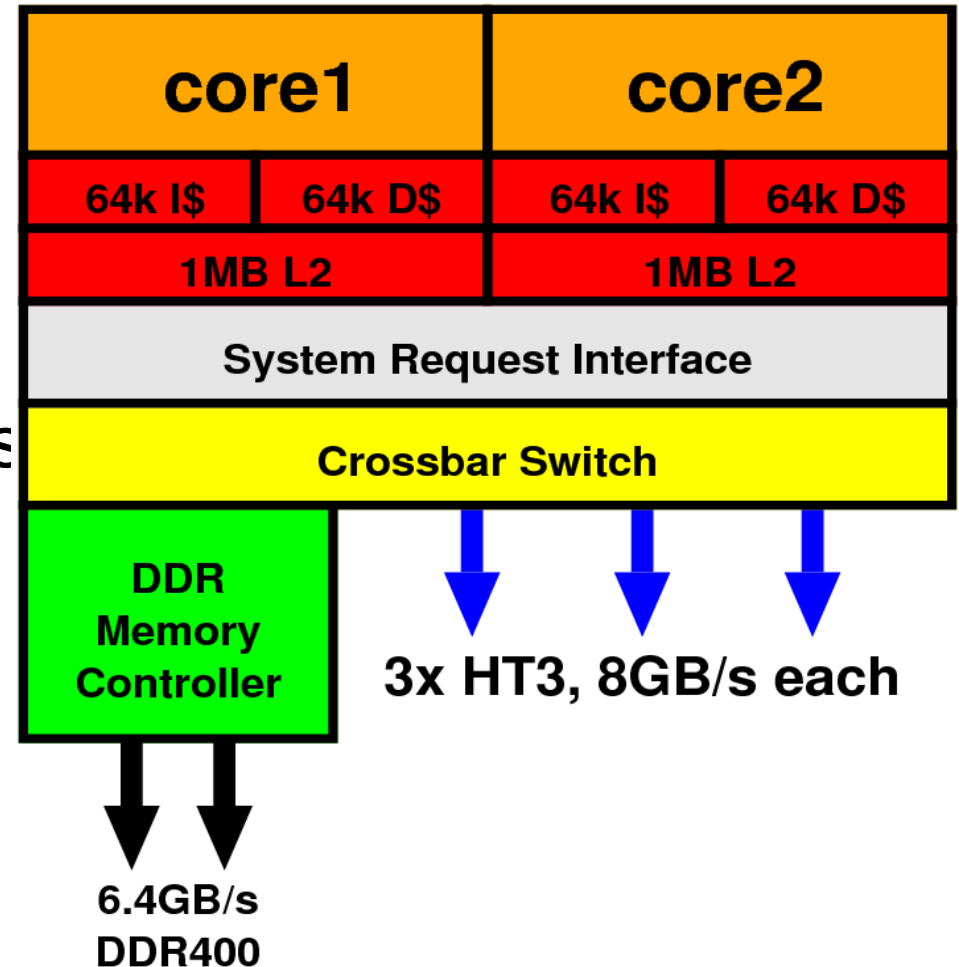 core1 core2
64k I$ 64k D$ 64k I$ 64k D$
1MB L2 1MB L2
System Request Interface
Crossbar Switch
DDR
Memory
Controller
3x HT3, 8GB/s each
6.4GB/s
DDR400